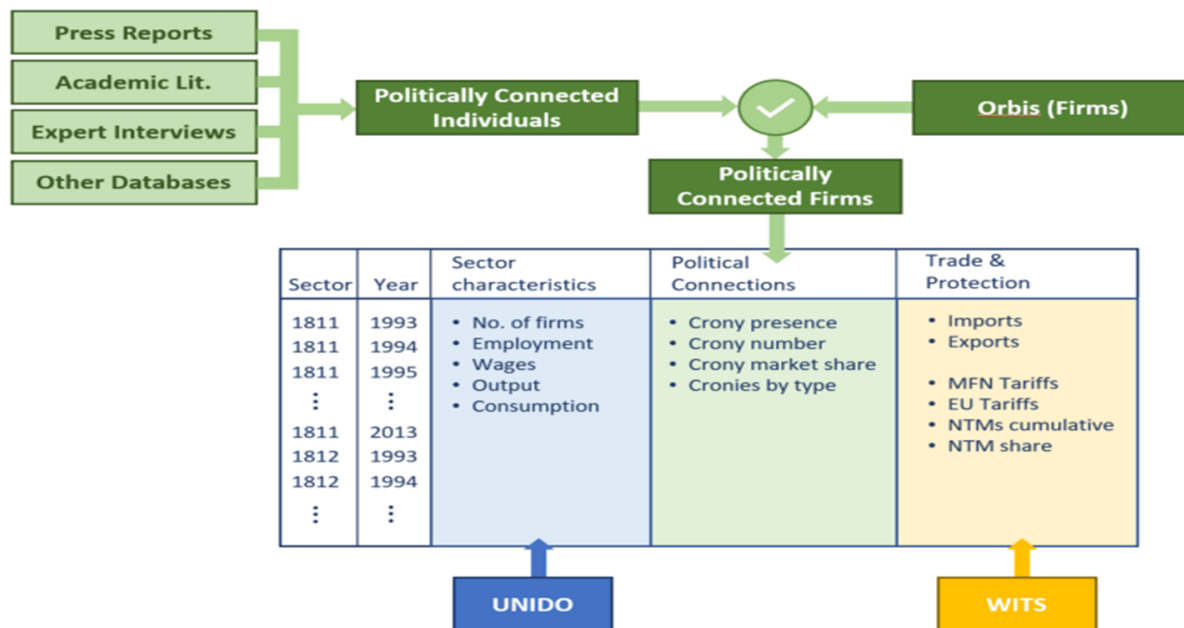 Press Reports
Academic Lit.
Expert Interviews
Other Databases
Politically Connected
Individuals
Orbis (Firms)
Politically
Connected Firms
Sector
Year
Sector
characteristics
Political
Connections
Trade &
Protection
1811 1993
1811 1994
1811 1995
⋮ ⋮
1811 2013
1812 1993
1812 1994
⋮ ⋮
• No. of firms
• Employment
• Wages
• Output
• Consumption
• Crony presence
• Crony number
• Crony market share
• Cronies by type
• Imports
• Exports
• MFN Tariffs
• EU Tariffs
• NTMs cumulative
• NTM share
UNIDO
WITS